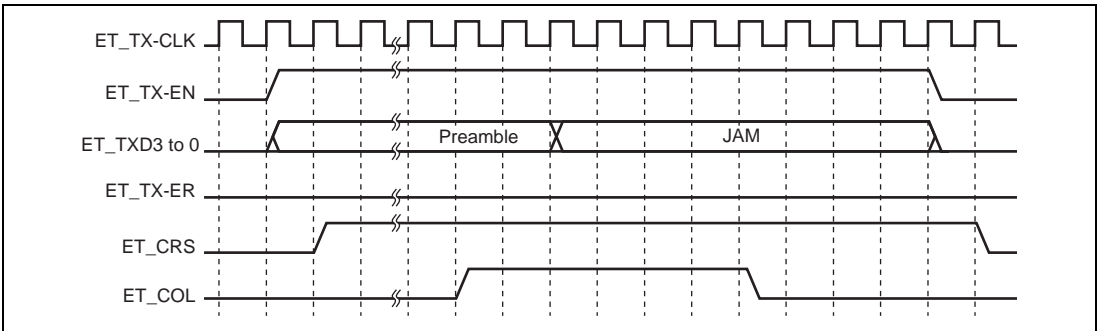 ET_TX-CLK
ET_TX-EN
ET_TXD3 to 0
Preamble
JAM
ET_TX-ER
ET_CRS
ET_COL